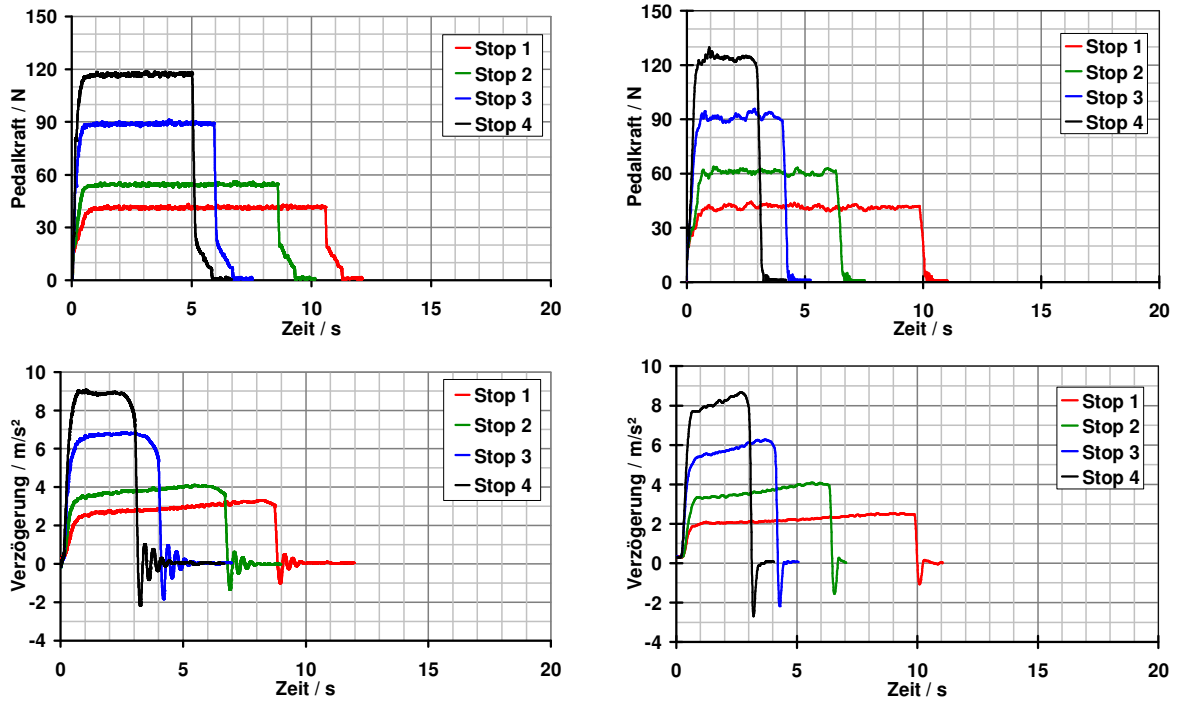 Pedalkraft / N
150
120
90
60
30
0
0 5 10 15 20
Zeit / s
Stop 1
Stop 2
Stop 3
Stop 4
Pedalkraft / N
150
120
90
60
30
0
0 5 10 15 20
Zeit / s
Stop 1
Stop 2
Stop 3
Stop 4
Verzögerung / m/s²
10
8
6
4
2
0
-2
-4
0 5 10 15 20
Zeit / s
Stop 1
Stop 2
Stop 3
Stop 4
Verzögerung / m/s²
10
8
6
4
2
0
-2
-4
0 5 10 15 20
Zeit / s
Stop 1
Stop 2
Stop 3
Stop 4